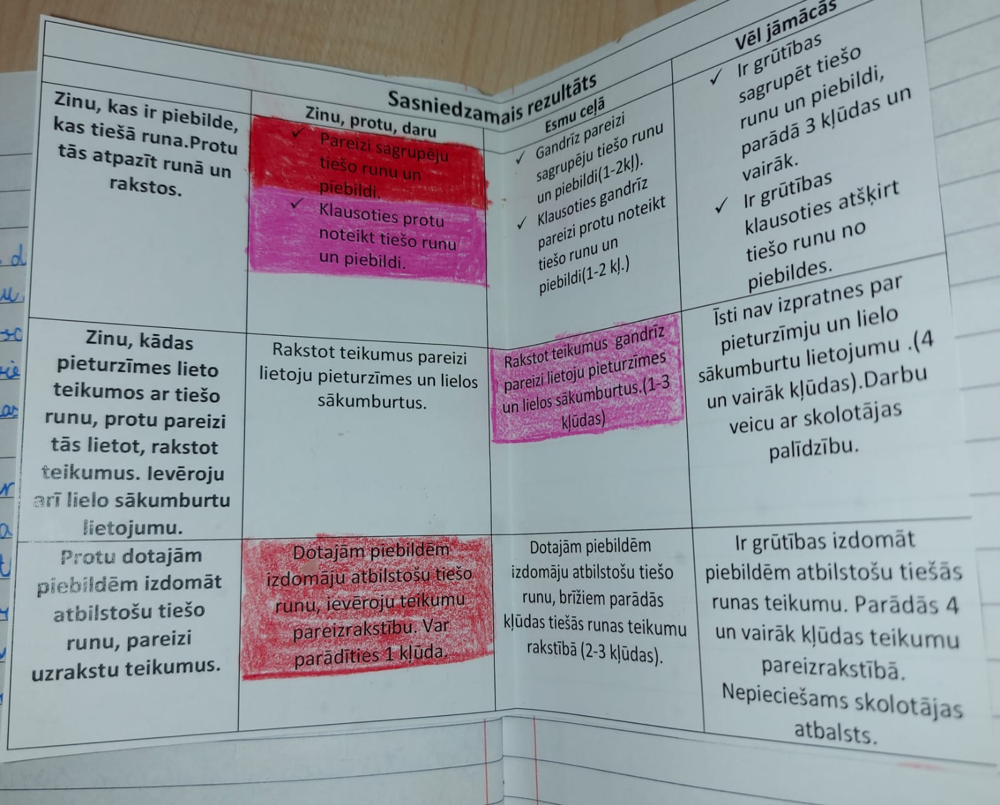 Sasniedzamais rezultāts
Zinu, protu, daru
Esmu ceļā
Vēl jāmācās
Zinu, kas ir piebilde,
kas tiešā runa.Protu
tās atpazīt runā un
rakstos.
✓ Pareizi sagrupēju
tiešo runu un
piebildi.
✓ Klausoties protu
noteikt tiešo runu
un piebildi.
✓ Gandrīz pareizi
sagrupēju tiešo runu
un piebildi(1-2kļ).
✓ Klausoties gandrīz
pareizi protu noteikt
tiešo runu un
piebildi(1-2 kļ.)
✓ Ir grūtības
sagrupēt tiešo
runu un piebildi,
parādā 3 kļūdas un
vairāk.
✓ Ir grūtības
klausoties atšķirt
tiešo runu no
piebildes.
Zinu, kādas
pieturzīmes lieto
teikumos ar tiešo
runu, protu pareizi
tās lietot, rakstot
teikumus. Ievēroju
arī lielo sākumburtu
lietojumu.
Rakstot teikumus pareizi
lietoju pieturzīmes un lielos
sākumburtus.
Rakstot teikumus gandrīz
pareizi lietoju pieturzīmes
un lielos sākumburtus.(1-3
kļūdas)
Īsti nav izpratnes par
pieturzīmju un lielo
sākumburtu lietojumu .(4
un vairāk kļūdas).Darbu
veicu ar skolotājas
palīdzību.
Protu dotajām
piebildēm izdomāt
atbilstošu tiešo
runu, pareizi
uzrakstu teikumus.
Dotajām piebildēm
izdomāju atbilstošu tiešo
runu, ievēroju teikumu
pareizrakstību. Var
parādīties 1 kļūda.
Dotajām piebildēm
izdomāju atbilstošu tiešo
runu, brīžiem parādās
kļūdas tiešās runas teikumu
rakstībā (2-3 kļūdas).
Ir grūtības izdomāt
piebildēm atbilstošu tiešās
runas teikumu. Parādās 4
un vairāk kļūdas teikumu
pareizrakstībā.
Nepieciešams skolotājas
atbalsts.